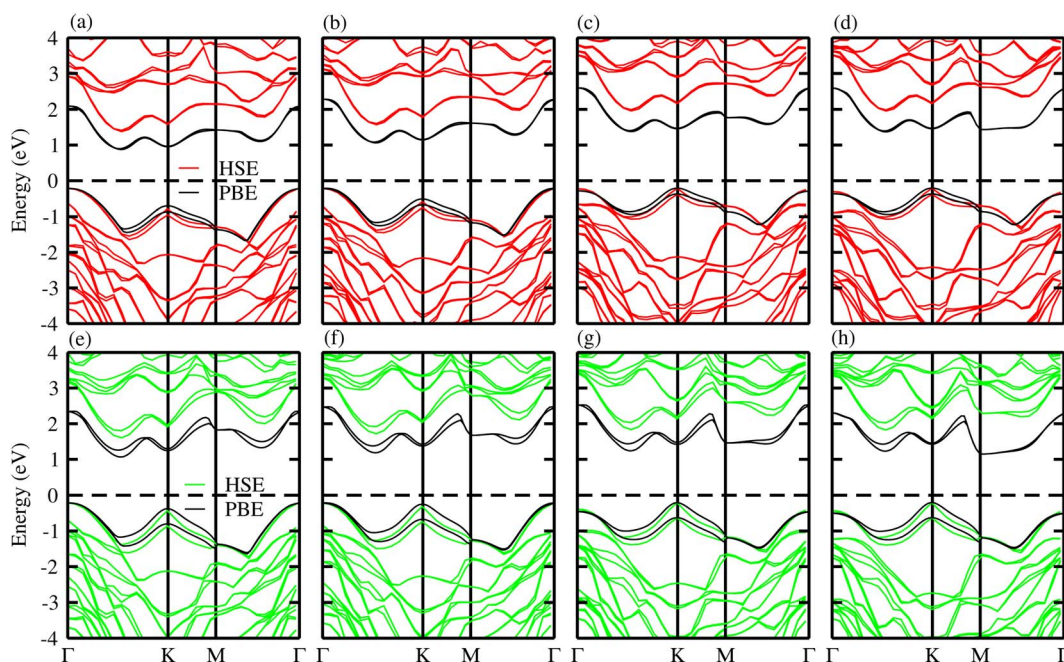 (a) (b) (c) (d)
4
3
2
1
0
-1
-2
-3
-4
Energy (eV)
HSE
PBE
(e) (f) (g) (h)
4
3
2
1
0
-1
-2
-3
-4
Energy (eV)
HSE
PBE
Γ K M Γ K M Γ K M Γ K M Γ